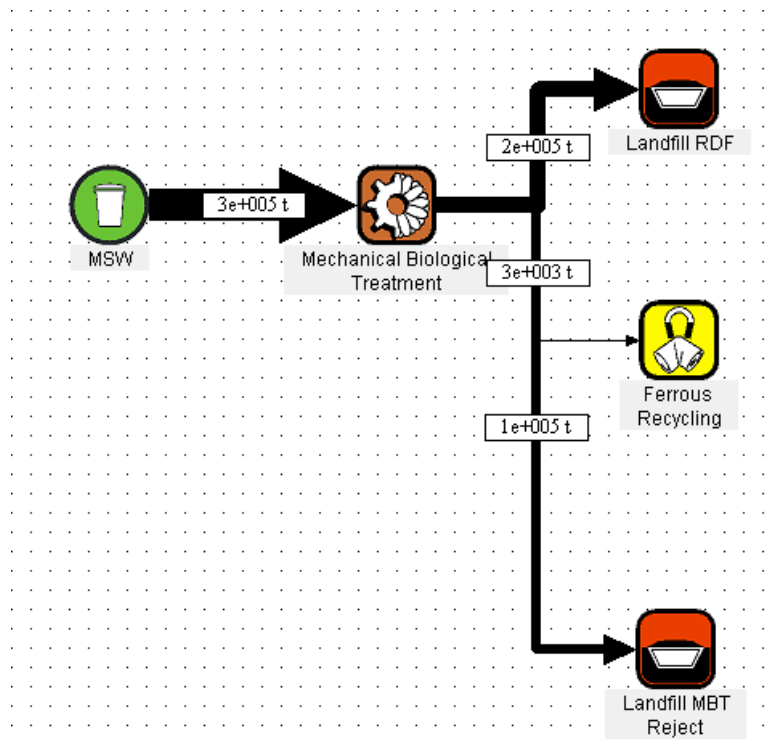 Landfill RDF
2e+005 t
3e+005 t
MSW
Mechanical Biological
Treatment
3e+003 t
Ferrous
Recycling
1e+005 t
Landfill MBT
Reject